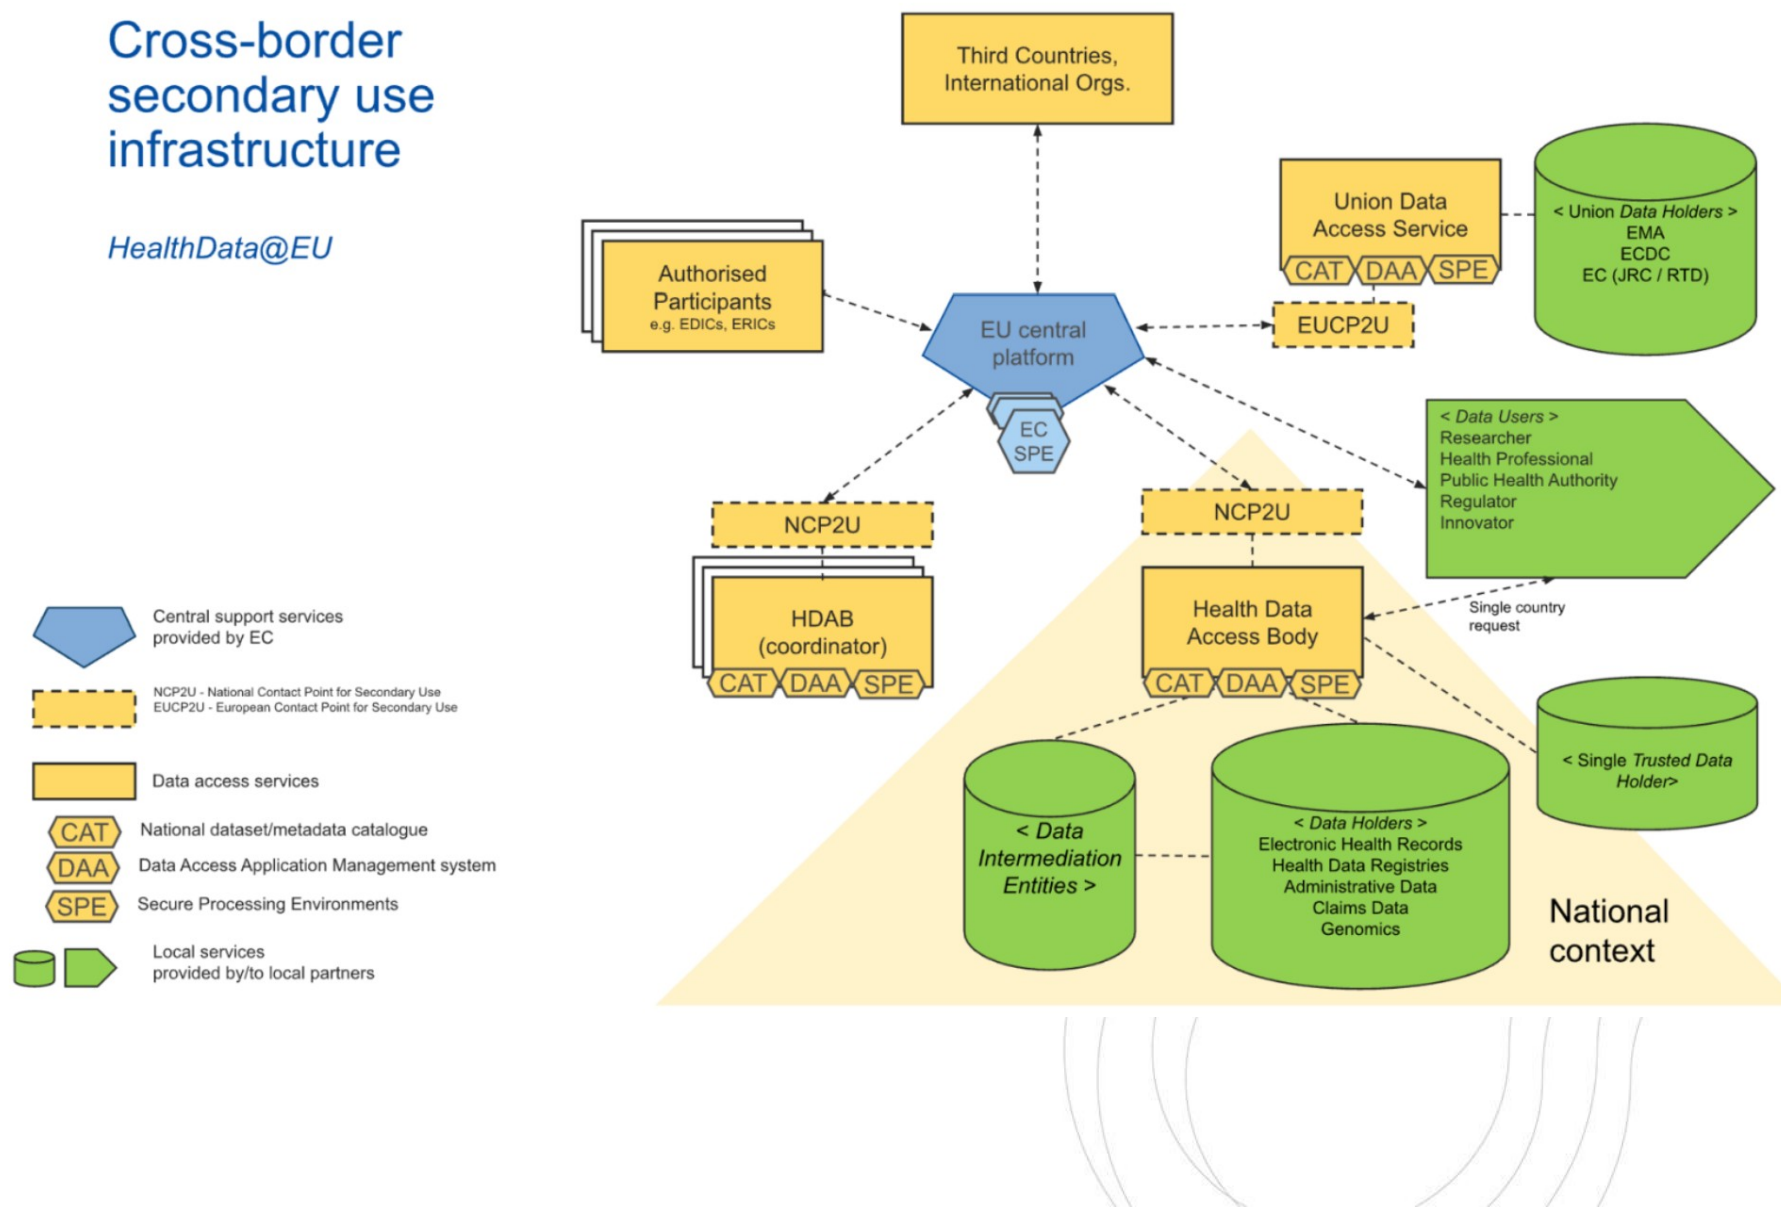 Cross-border
secondary use
infrastructure
HealthData@EU
Third Countries,
International Orgs.
Authorised
Participants
e.g. EDICs, ERICs
EU central
platform
EC
SPE
Union Data
Access Service
CAT
DAA
SPE
EUCP2U
< Union Data Holders >
EMA
ECDC
EC (JRC / RTD)
< Data Users >
Researcher
Health Professional
Public Health Authority
Regulator
Innovator
NCP2U
HDAB
(coordinator)
CAT
DAA
SPE
NCP2U
Health Data
Access Body
CAT
DAA
SPE
Single country
request
< Single Trusted Data
Holder>
< Data
Intermediation
Entities >
< Data Holders >
Electronic Health Records
Health Data Registries
Administrative Data
Claims Data
Genomics
National
context
Central support services
provided by EC
NCP2U - National Contact Point for Secondary Use
EUCP2U - European Contact Point for Secondary Use
Data access services
CAT
National dataset/metadata catalogue
DAA
Data Access Application Management system
SPE
Secure Processing Environments
Local services
provided by/to local partners